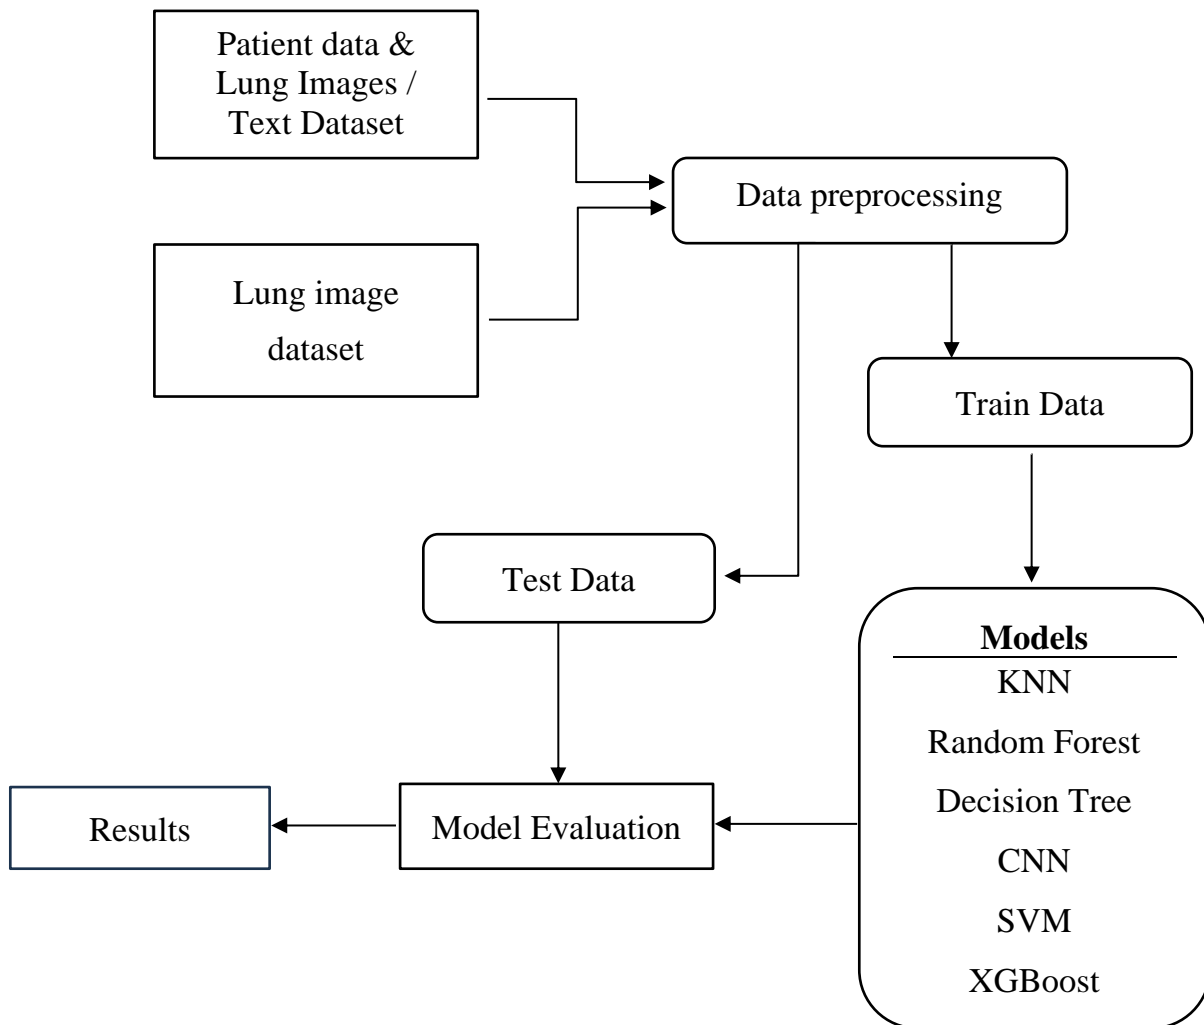 Patient data &
Lung Images /
Text Dataset
Data preprocessing
Lung image
dataset
Train Data
Test Data
Models
KNN
Random Forest
Decision Tree
CNN
SVM
XGBoost
Model Evaluation
Results